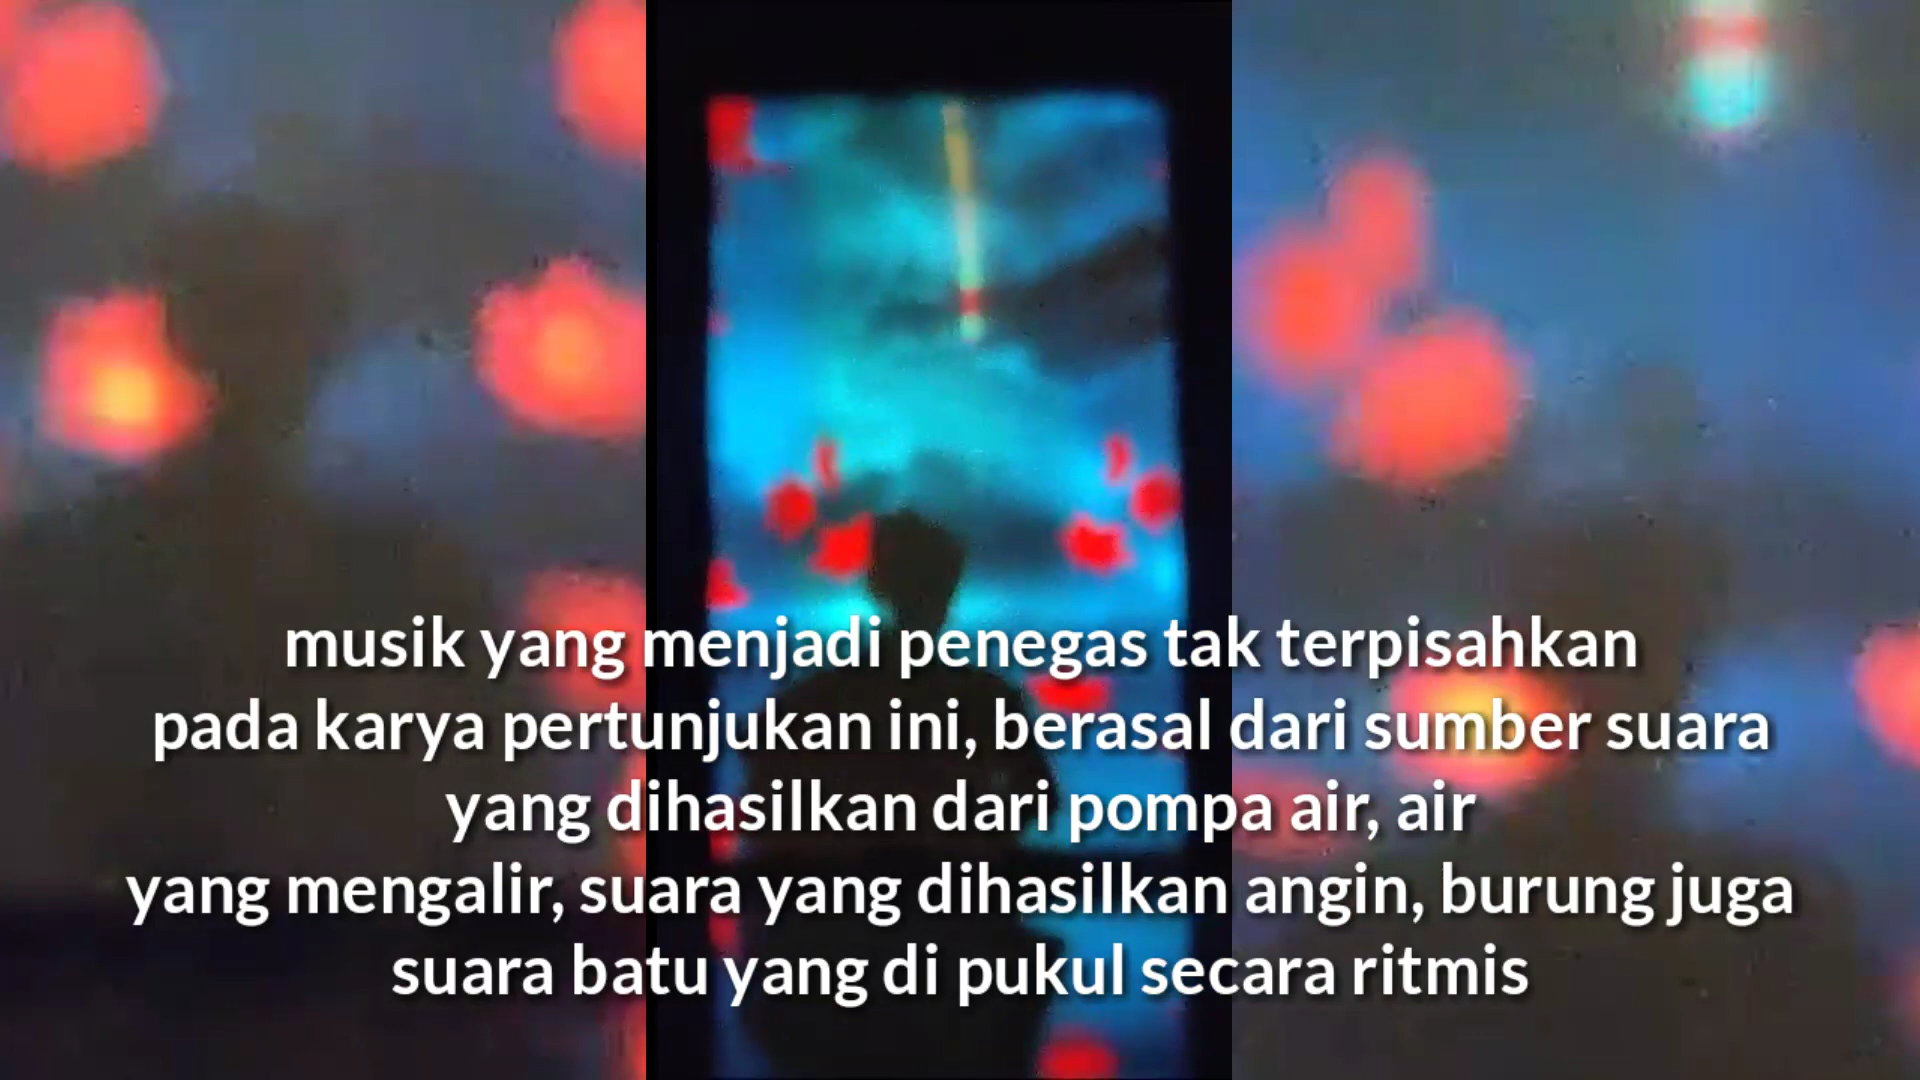 musik yang menjadi penegas tak terpisahkan
pada karya pertunjukan ini, berasal dari sumber suara
yang dihasilkan dari pompa air, air
yang mengalir, suara yang dihasilkan angin, burung juga
suara batu yang di pukul secara ritmis